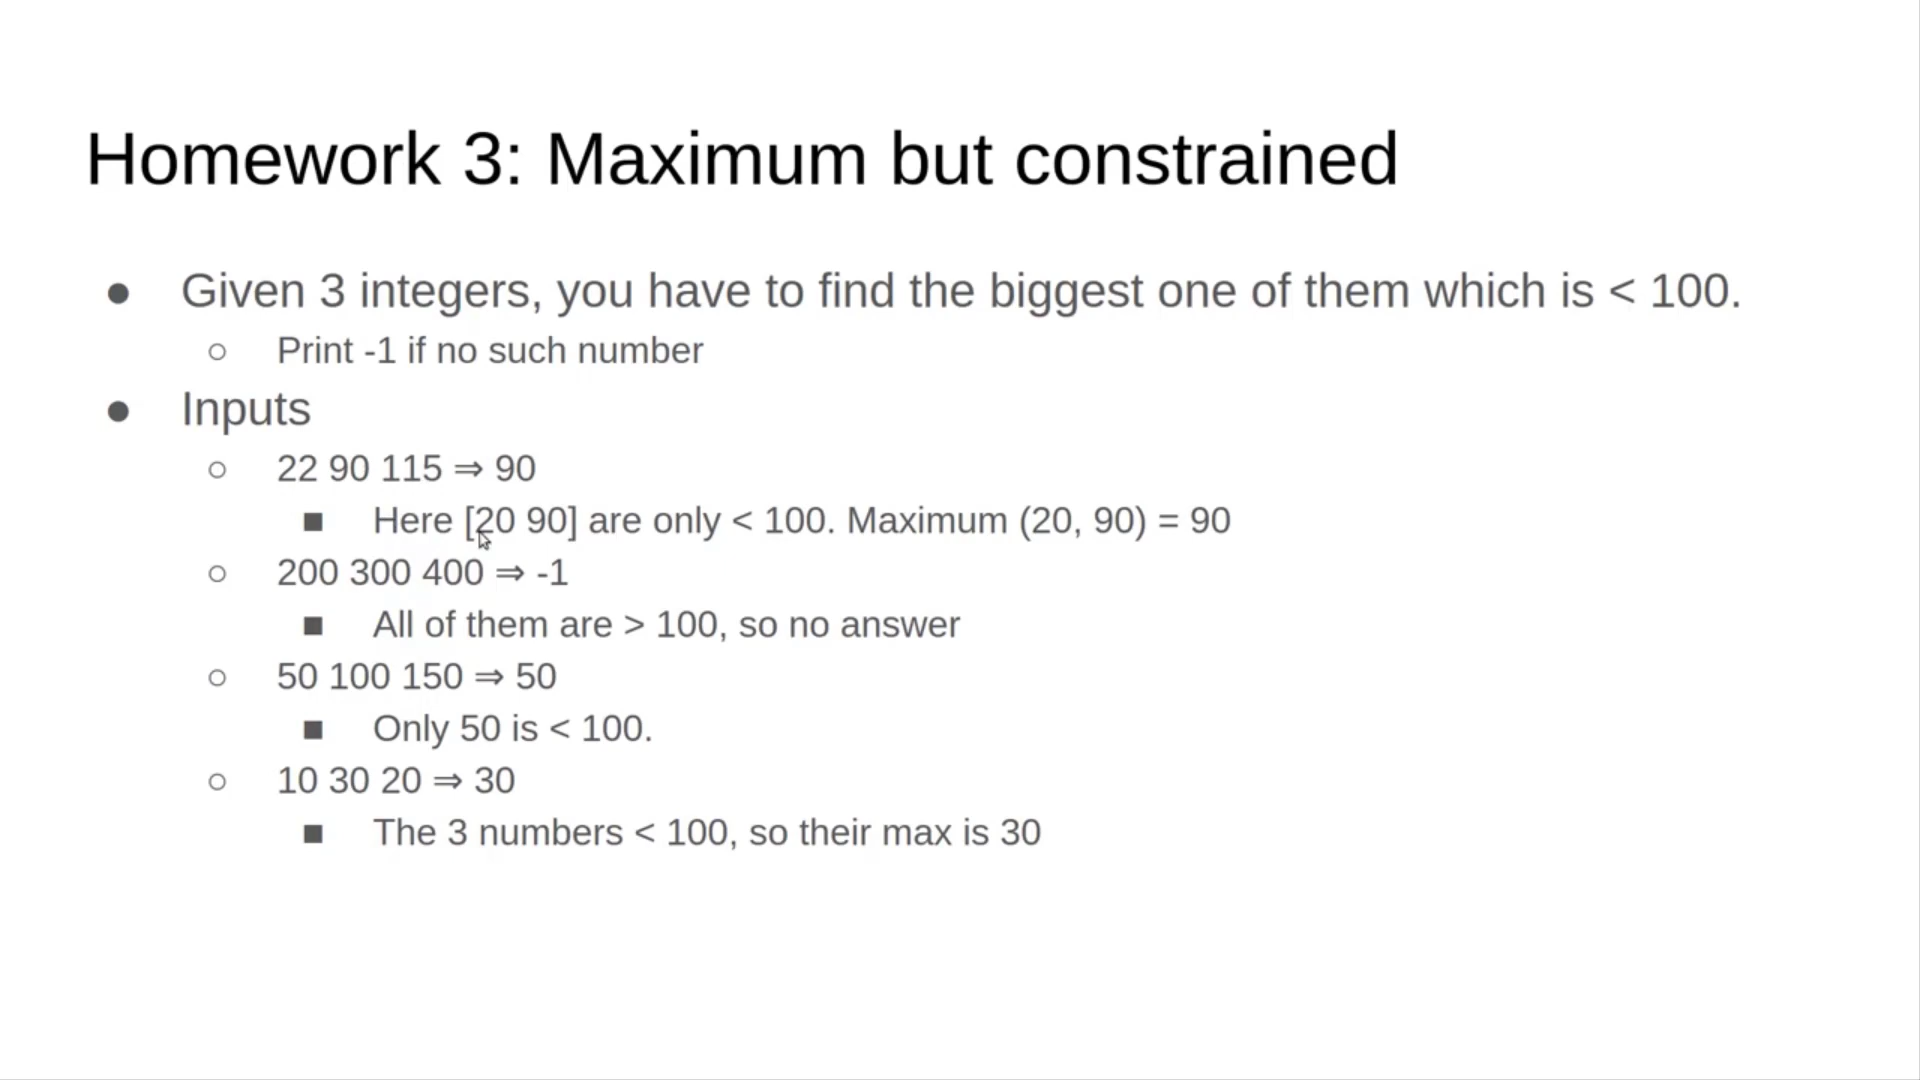 Homework 3: Maximum but constrained
● Given 3 integers, you have to find the biggest one of them which is < 100.
○ Print -1 if no such number
● Inputs
○ 22 90 115 ⇒ 90
■ Here [20 90] are only < 100. Maximum (20, 90) = 90
○ 200 300 400 ⇒ -1
■ All of them are > 100, so no answer
○ 50 100 150 ⇒ 50
■ Only 50 is < 100.
○ 10 30 20 ⇒ 30
■ The 3 numbers < 100, so their max is 30